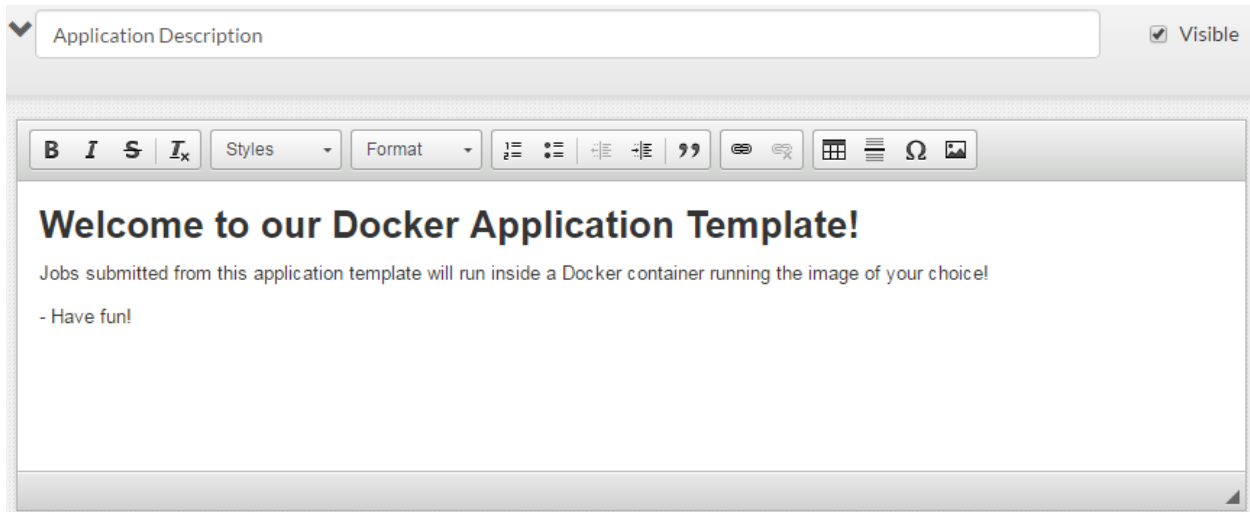 Application Description
Visible
B I S Ix Styles Format Ω
Welcome to our Docker Application Template!
Jobs submitted from this application template will run inside a Docker container running the image of your choice!
- Have fun!